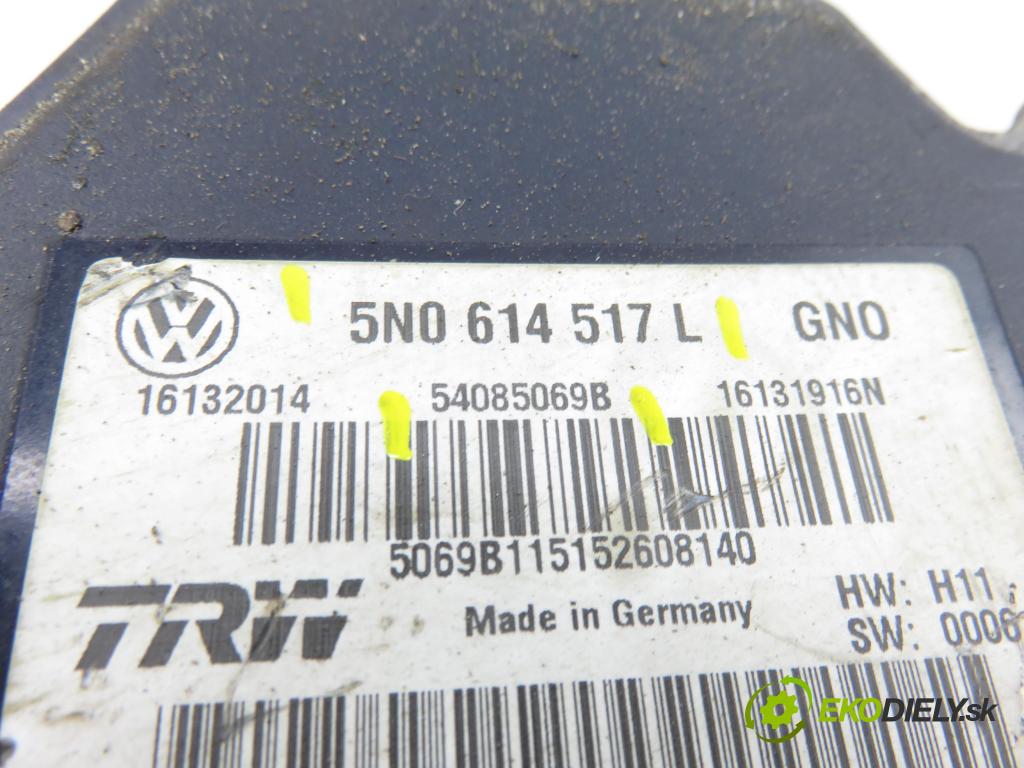 5N0 614 517 L GNO
16132014 54085069B 16131916N
5069B115152608140
TRW Made in Germany HW: H11
SW: 0006
EKODIELY.sk